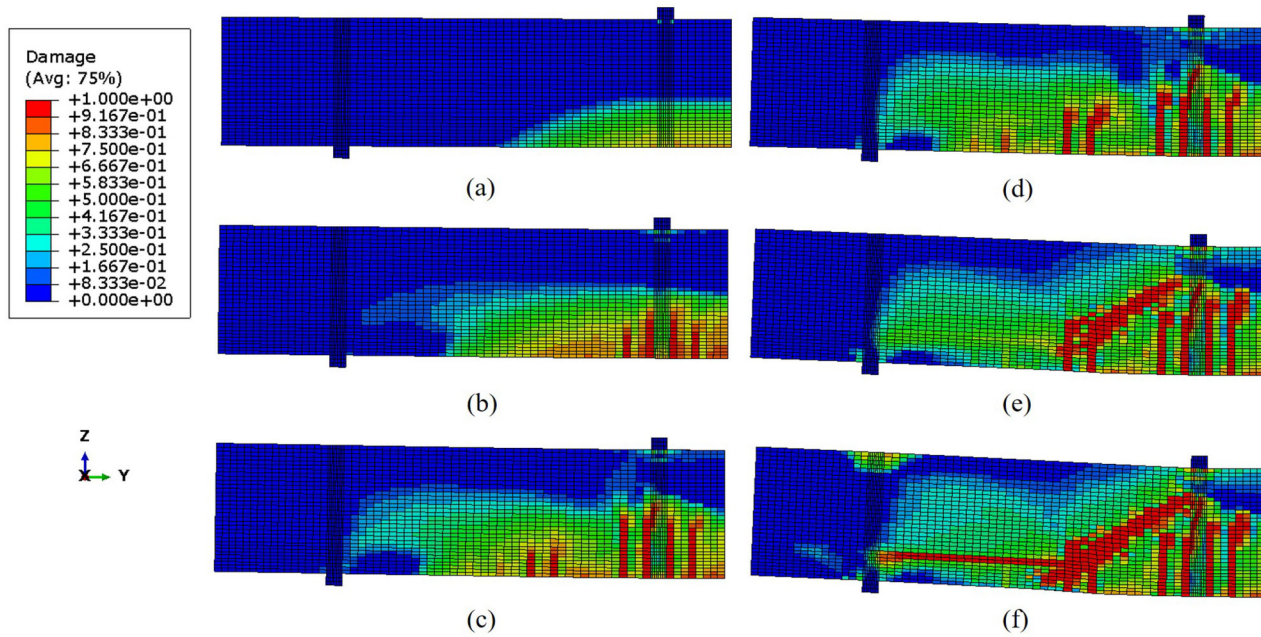 Damage
(Avg: 75%)
+1.000e+00
+9.167e-01
+8.333e-01
+7.500e-01
+6.667e-01
+5.833e-01
+5.000e-01
+4.167e-01
+3.333e-01
+2.500e-01
+1.667e-01
+8.333e-02
+0.000e+00
Z
X
Y
(a)
(b)
(c)
(d)
(e)
(f)